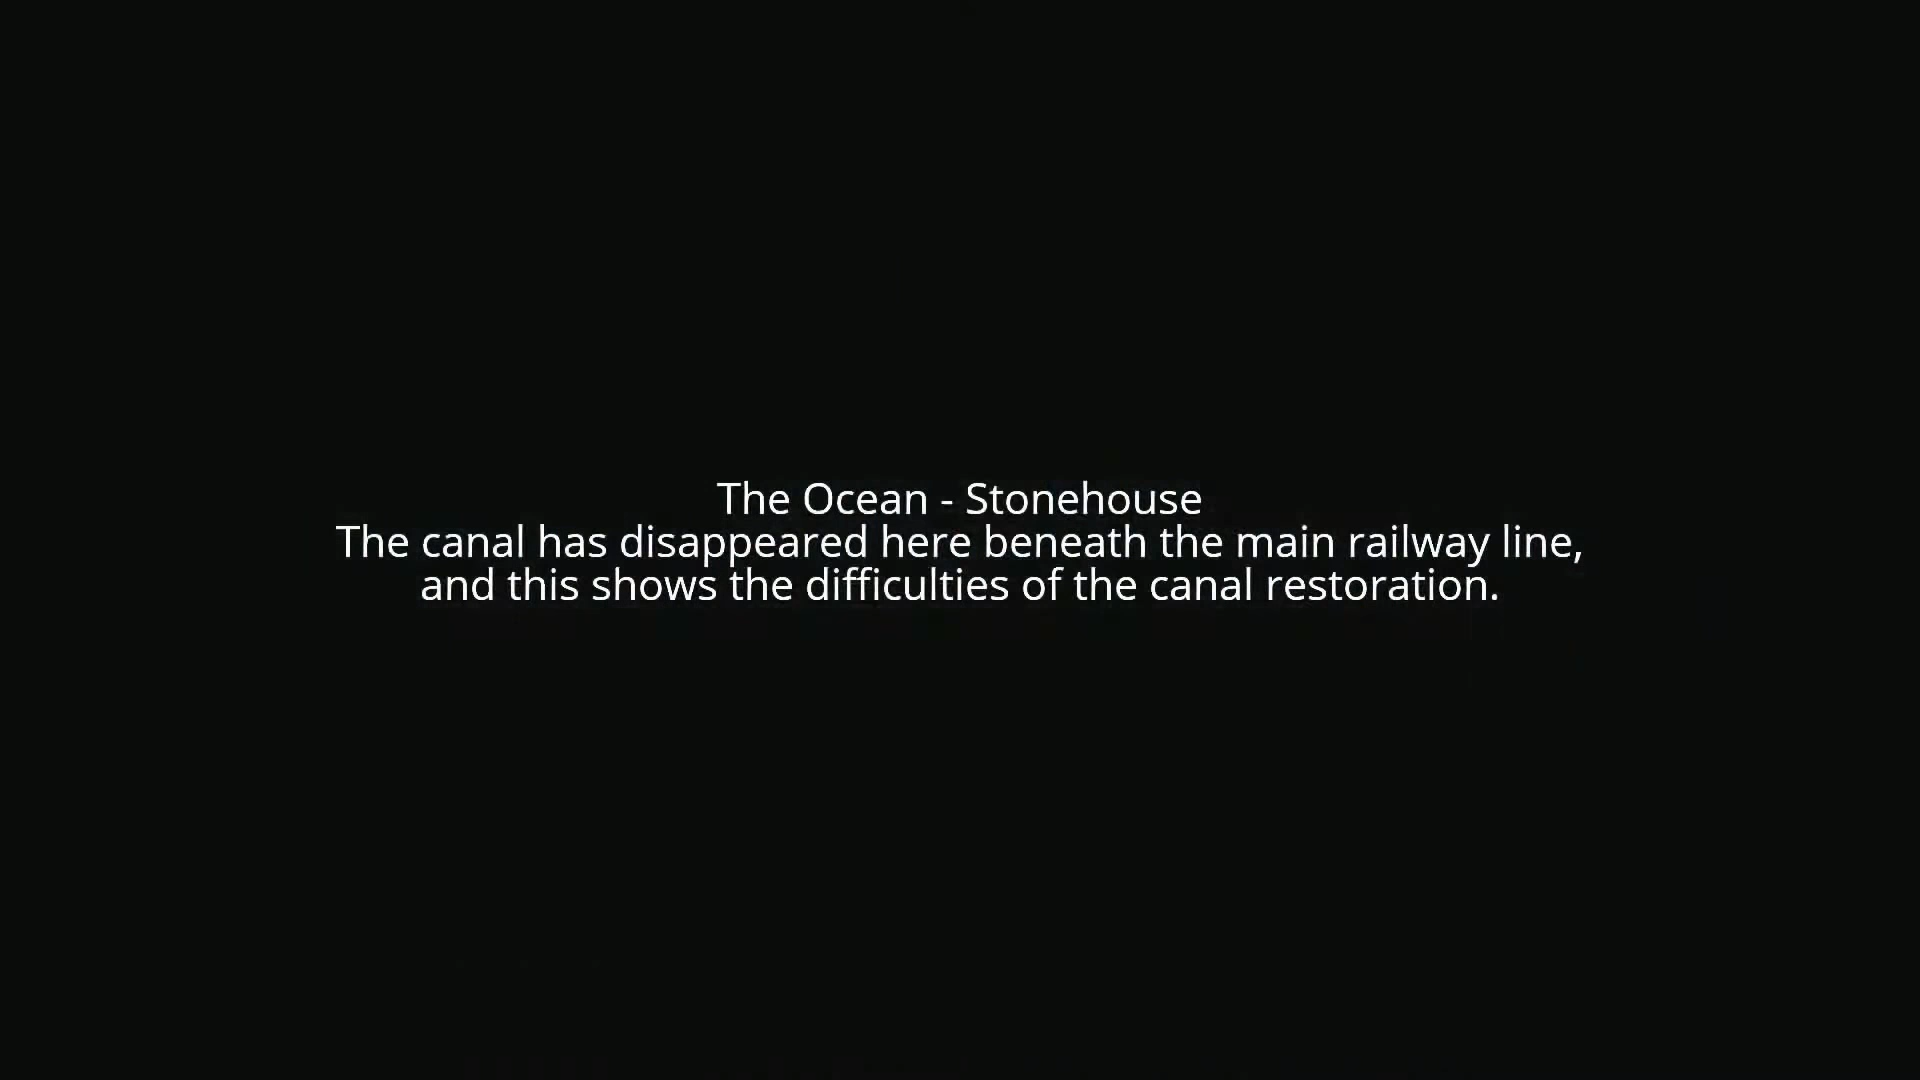 The Ocean - Stonehouse
The canal has disappeared here beneath the main railway line,
and this shows the difficulties of the canal restoration.